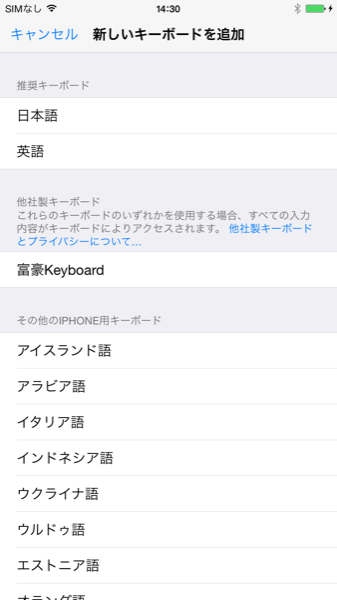 SIMなし 14:30
キャンセル 新しいキーボードを追加
推奨キーボード
日本語
英語
他社製キーボード
これらのキーボードのいずれかを使用する場合、すべての入力
内容がキーボードによりアクセスされます。 他社製キーボード
とプライバシーについて...
富豪Keyboard
その他のIPHONE用キーボード
アイスランド語
アラビア語
イタリア語
インドネシア語
ウクライナ語
ウルドゥ語
エストニア語
オランダ語